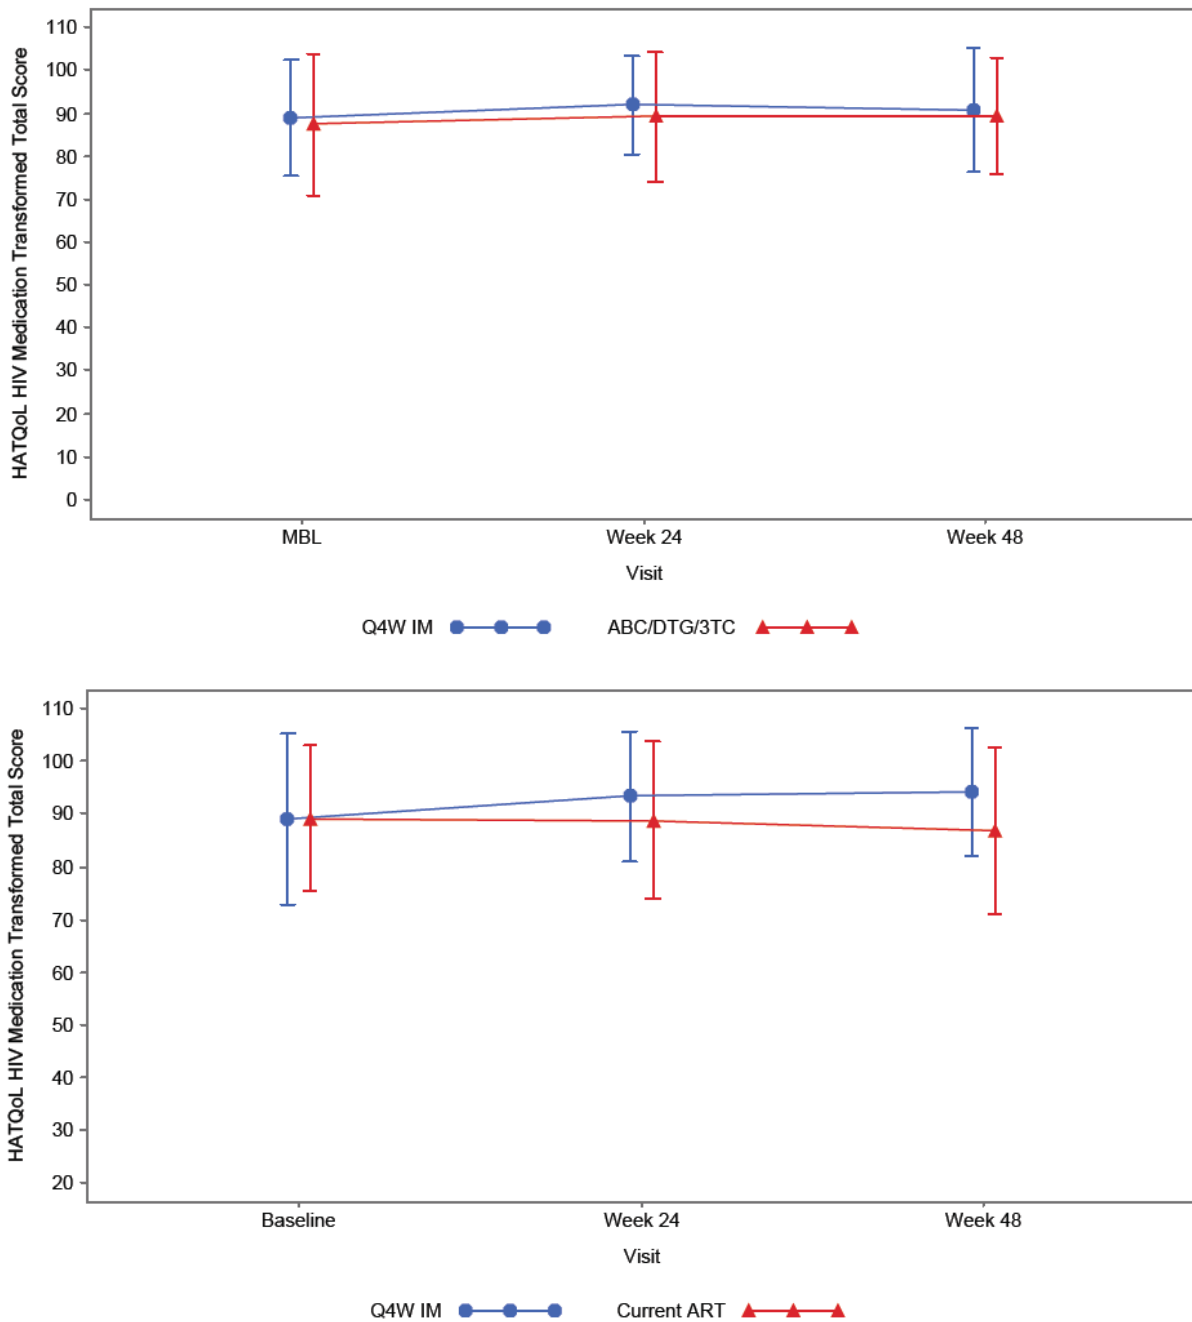 HATQoL HIV Medication Transformed Total Score
110
100
90
80
70
60
50
40
30
20
10
0
MBL Week 24 Week 48
Visit
Q4W IM ABC/DTG/3TC
HATQoL HIV Medication Transformed Total Score
110
100
90
80
70
60
50
40
30
20
Baseline Week 24 Week 48
Visit
Q4W IM Current ART